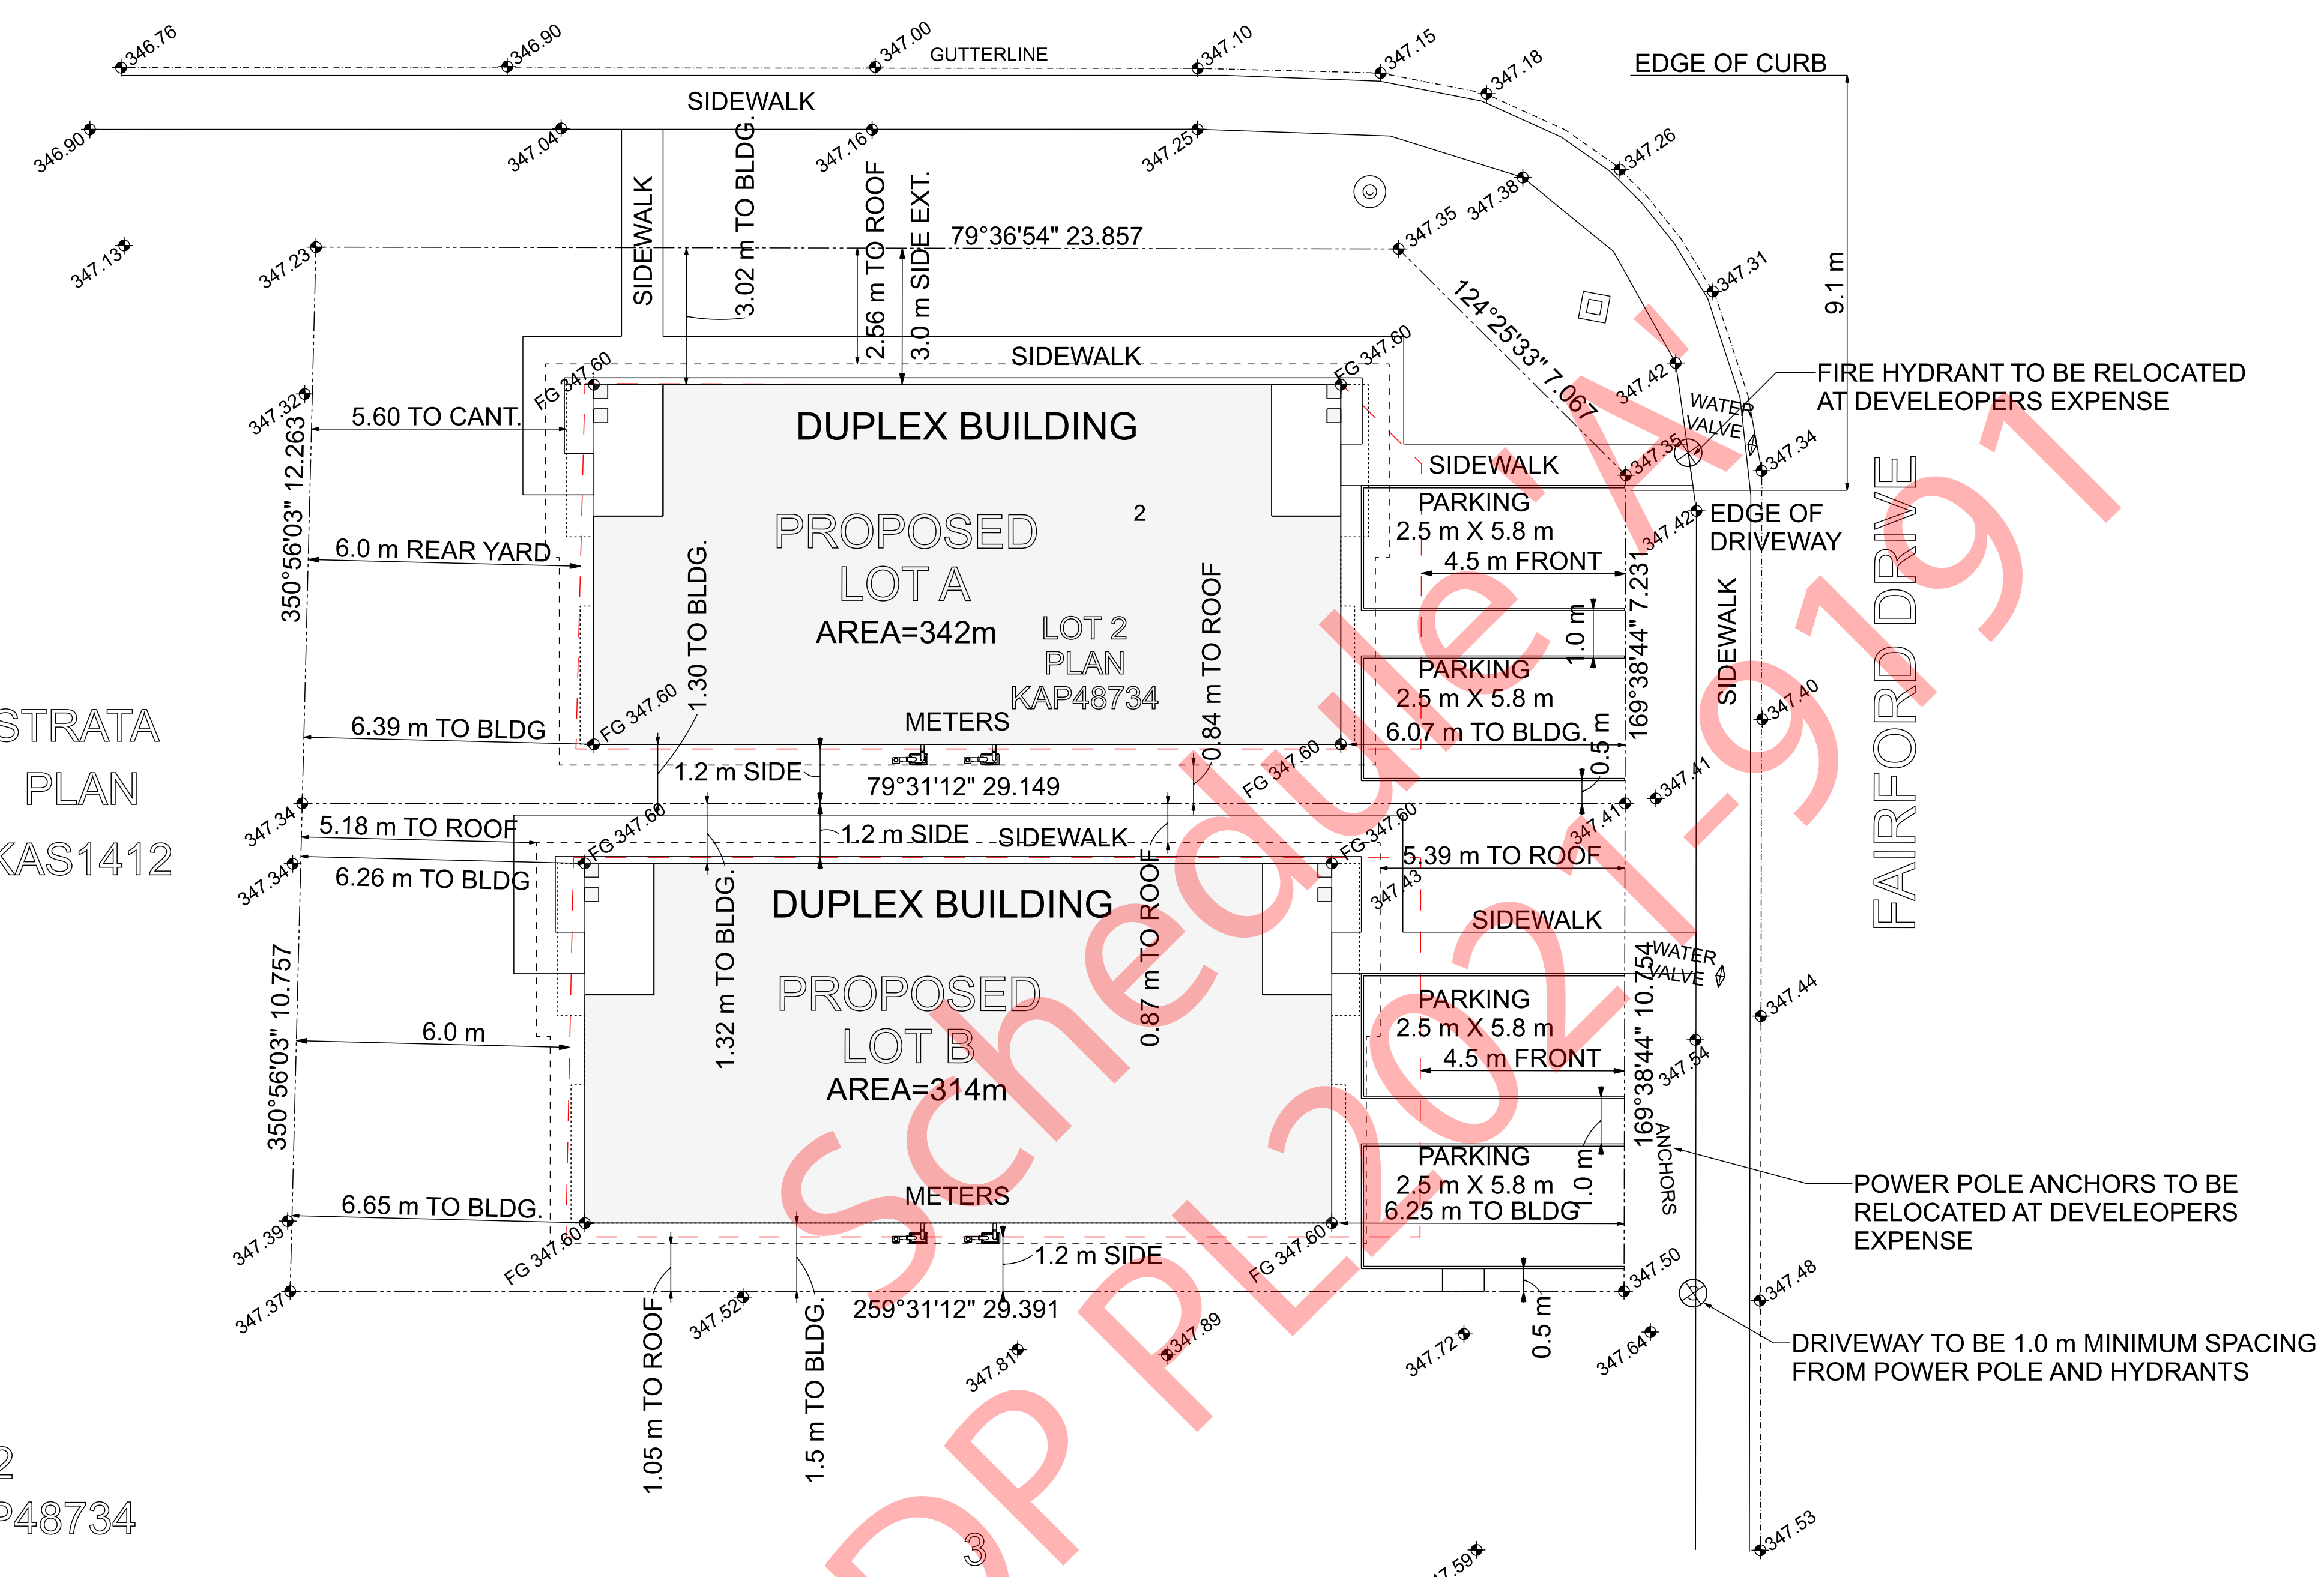 346.76
346.90
347.00
GUTTERLINE
347.10
347.15
347.18
EDGE OF CURB
SIDEWALK
346.90
347.04
347.16
347.25
347.26
347.38
SIDEWALK
3.02 m TO BLDG.
2.56 m TO ROOF
3.0 m SIDE EXT.
79°36'54" 23.857
347.35
347.13
347.23
347.31
9.1 m
124°25'33" 7.067
SIDEWALK
FG 347.60
FG 347.60
347.42
FIRE HYDRANT TO BE RELOCATED
AT DEVELEOPERS EXPENSE
347.32
5.60 TO CANT.
DUPLEX BUILDING
WATER
VALVE
347.34
347.35
SIDEWALK
350°56'03" 12.263
PROPOSED
LOT A
AREA=342m
2
LOT 2
PLAN
KAP48734
PARKING
2.5 m X 5.8 m
4.5 m FRONT
347.42
EDGE OF
DRIVEWAY
6.0 m REAR YARD
1.30 TO BLDG.
0.84 m TO ROOF
1.0 m
169°38'44" 7.231
SIDEWALK
FAIRFORD DRIVE
PARKING
2.5 m X 5.8 m
347.40
STRATA
PLAN
KAS1412
6.39 m TO BLDG
FG 347.60
METERS
6.07 m TO BLDG.
0.5 m
FG 347.60
1.2 m SIDE
79°31'12" 29.149
347.41
347.34
347.41
5.18 m TO ROOF
FG 347.60
1.2 m SIDE
SIDEWALK
FG 347.60
5.39 m TO ROOF
347.34
6.26 m TO BLDG
347.43
DUPLEX BUILDING
1.32 m TO BLDG.
0.87 m TO ROOF
SIDEWALK
WATER
VALVE
350°56'03" 10.757
PROPOSED
LOT B
AREA=314m
PARKING
2.5 m X 5.8 m
4.5 m FRONT
169°38'44" 10.754
347.44
347.54
6.0 m
1.0 m
ANCHORS
PARKING
2.5 m X 5.8 m
6.25 m TO BLDG
POWER POLE ANCHORS TO BE
RELOCATED AT DEVELEOPERS
EXPENSE
6.65 m TO BLDG.
METERS
347.39
FG 347.60
FG 347.60
1.2 m SIDE
347.50
347.48
347.37
347.52
259°31'12" 29.391
1.05 m TO ROOF
1.5 m TO BLDG.
347.81
347.89
347.72
0.5 m
347.64
DRIVEWAY TO BE 1.0 m MINIMUM SPACING
FROM POWER POLE AND HYDRANTS
2
P48734
3
47.59
347.53
Schedule 'A'
DP PL2021-9191